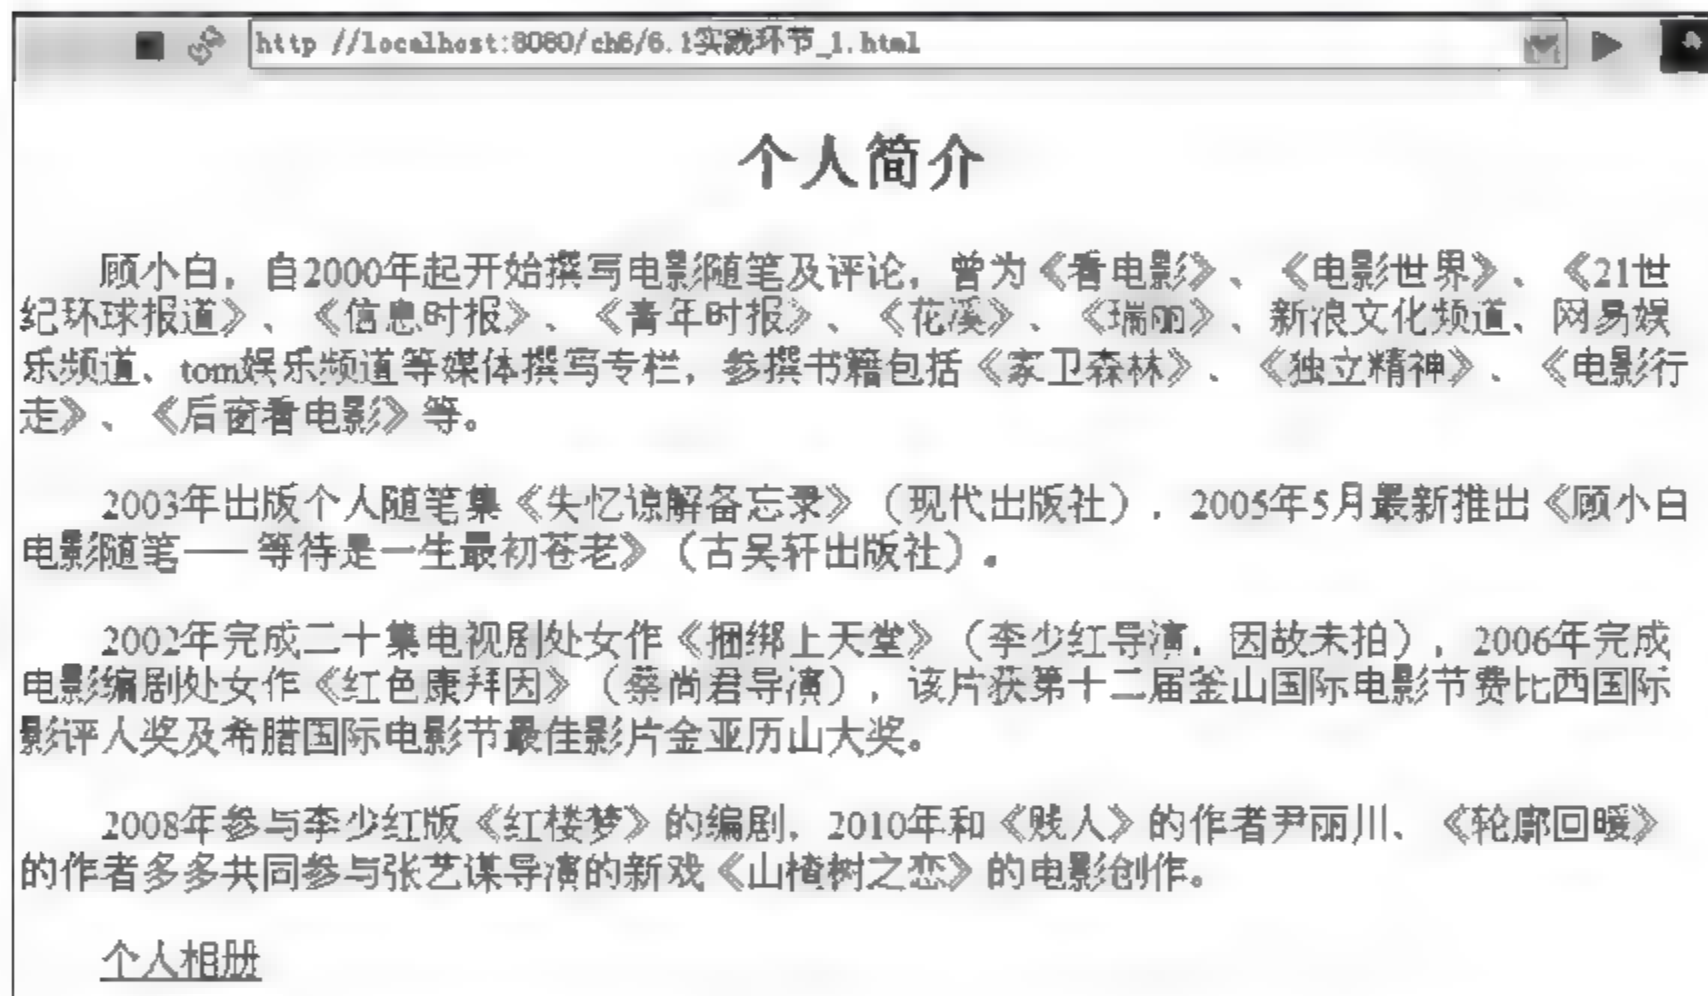 http //localhost:8080/ch6/6.1实践环节_1.html
个人简介
顾小白，自2000年起开始撰写电影随笔及评论，曾为《看电影》、《电影世界》、《21世
纪环球报道》、《信息时报》、《青年时报》、《花溪》、《瑞丽》、新浪文化频道、网易娱
乐频道、tom娱乐频道等媒体撰写专栏，参撰书籍包括《家卫森林》、《独立精神》、《电影行
走》、《后窗看电影》等。
2003年出版个人随笔集《失忆谅解备忘录》（现代出版社），2005年5月最新推出《顾小白
电影随笔——等待是一生最初苍老》（古吴轩出版社）。
2002年完成二十集电视剧处女作《捆绑上天堂》（李少红导演，因故未拍），2006年完成
电影编剧处女作《红色康拜因》（蔡尚君导演），该片获第十二届釜山国际电影节费比西国际
影评人奖及希腊国际电影节最佳影片金亚历山大奖。
2008年参与李少红版《红楼梦》的编剧，2010年和《贱人》的作者尹丽川、《轮廓回暖》
的作者多多共同参与张艺谋导演的新戏《山楂树之恋》的电影创作。
个人相册